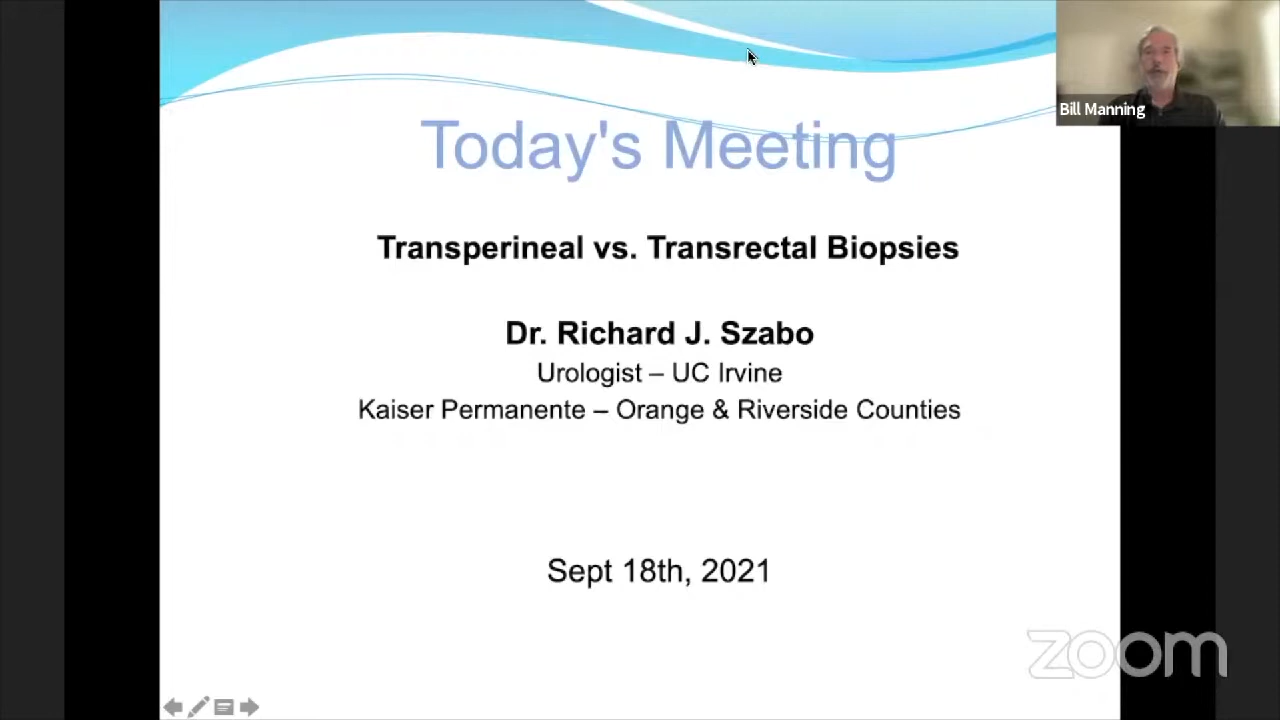 Bill Manning
Today's Meeting
Transperineal vs. Transrectal Biopsies
Dr. Richard J. Szabo
Urologist – UC Irvine
Kaiser Permanente – Orange & Riverside Counties
Sept 18th, 2021
zoom